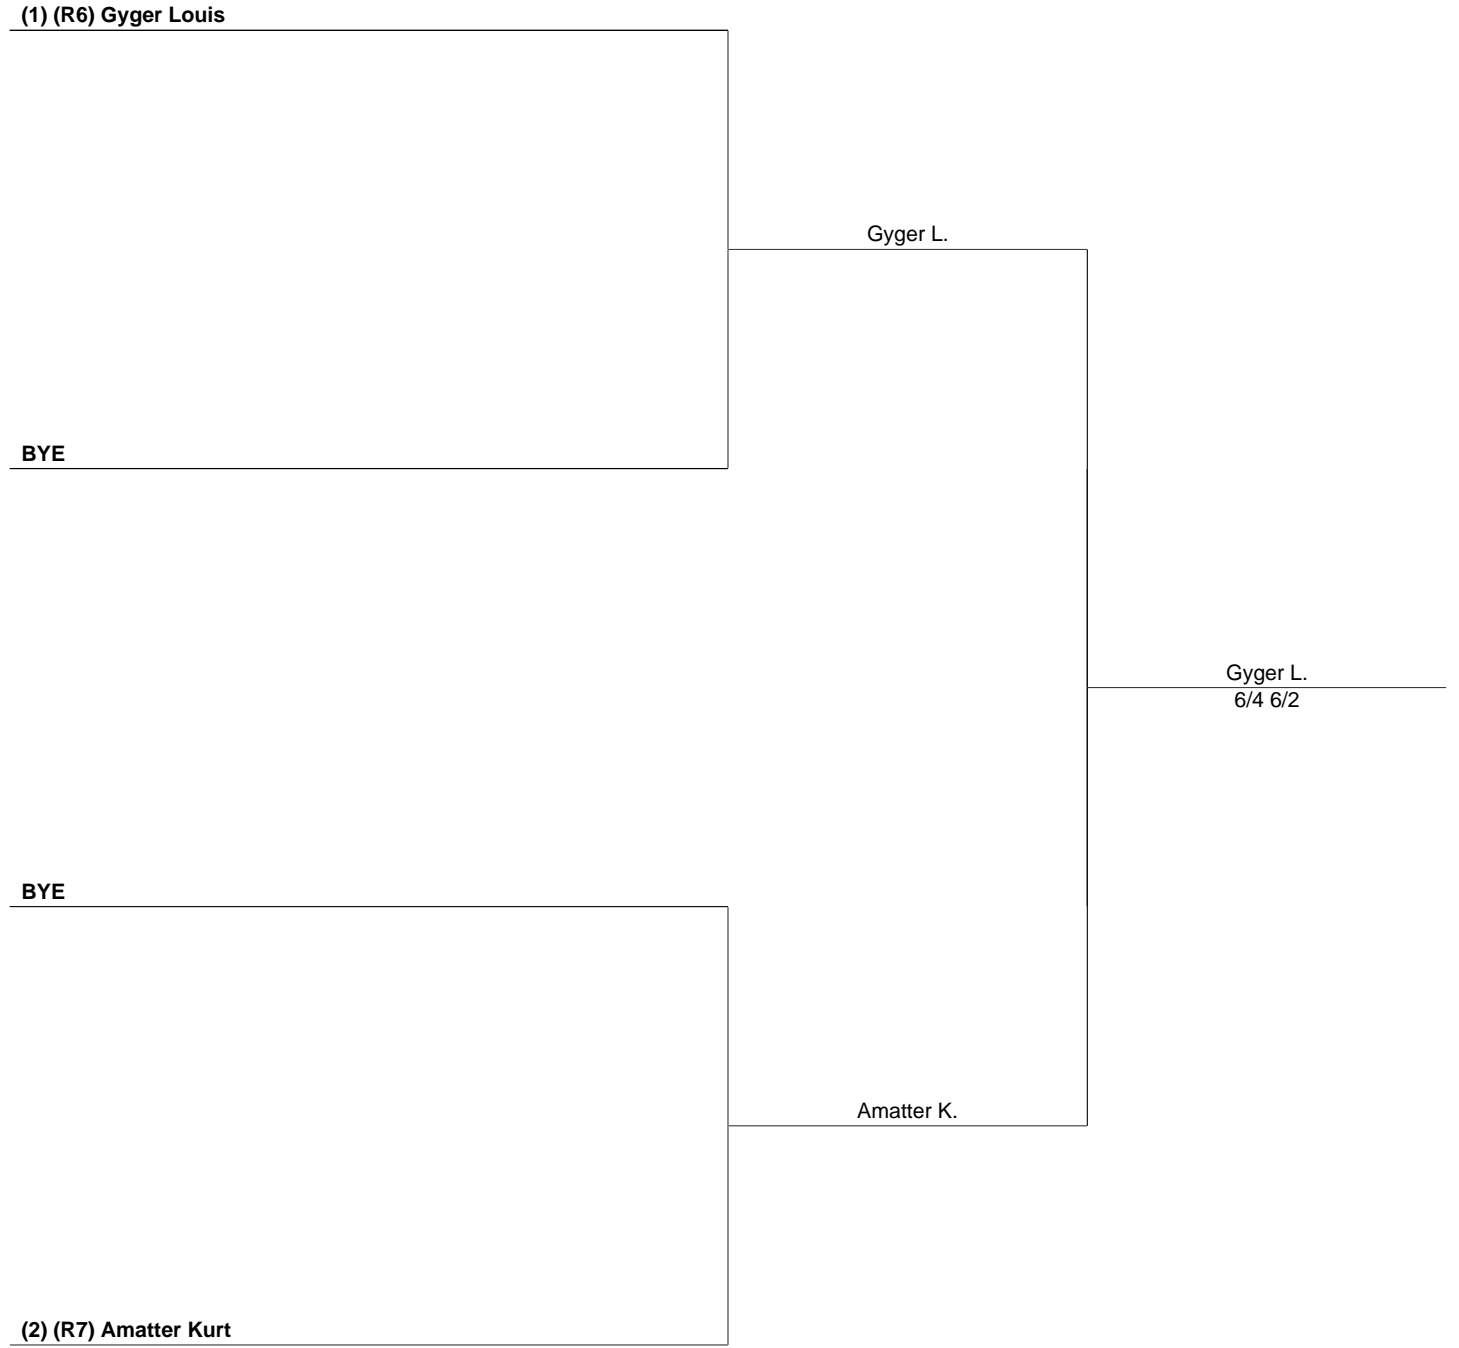 (1) (R6) Gyger Louis
Gyger L.
BYE
Gyger L.
6/4 6/2
BYE
Amatter K.
(2) (R7) Amatter Kurt